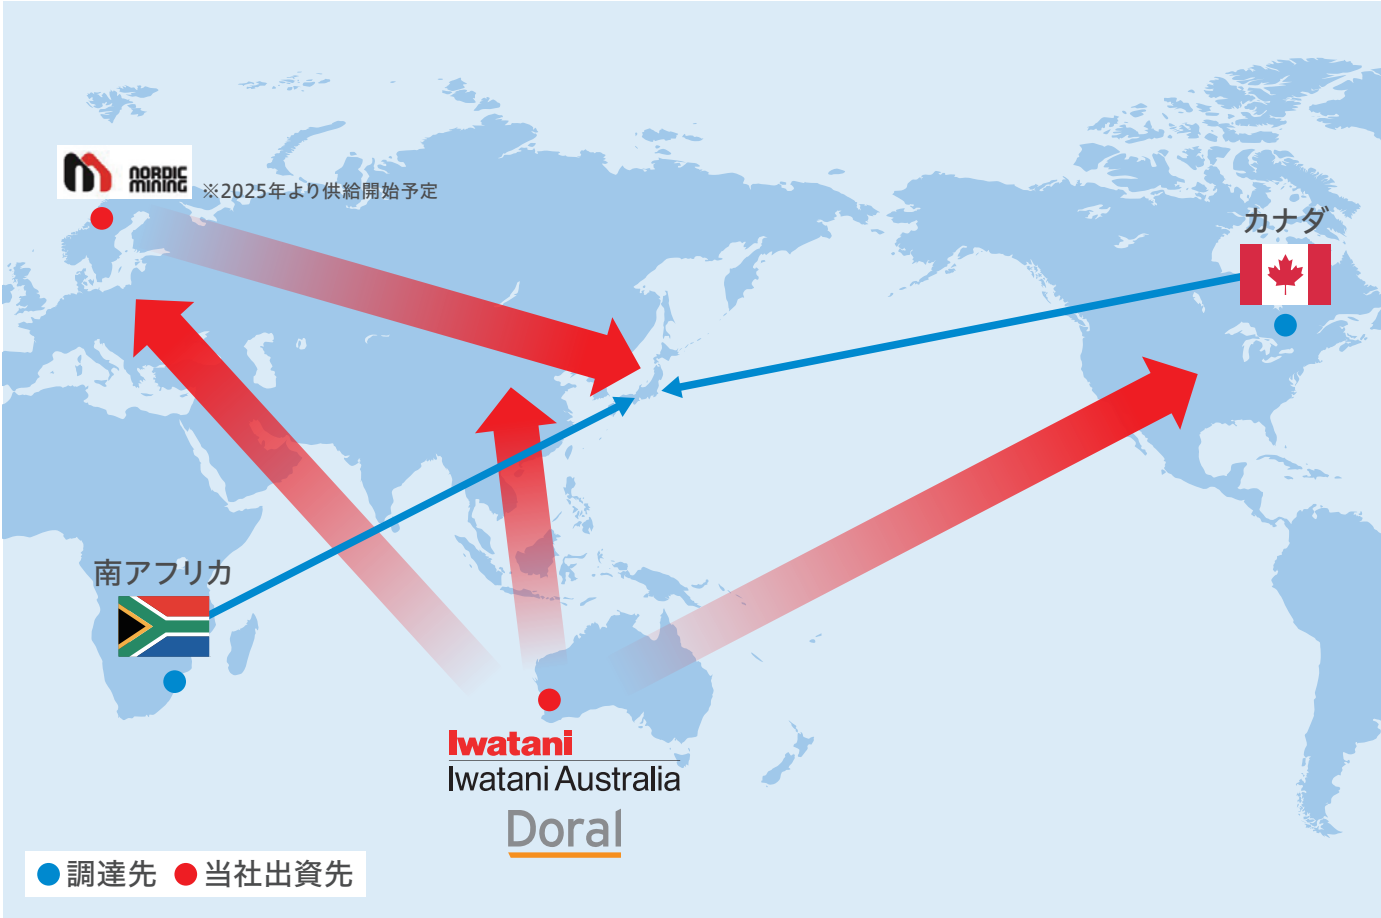 NORDIC
MINING
※2025年より供給開始予定
カナダ
南アフリカ
Iwatani
Iwatani Australia
Doral
調達先 当社出資先